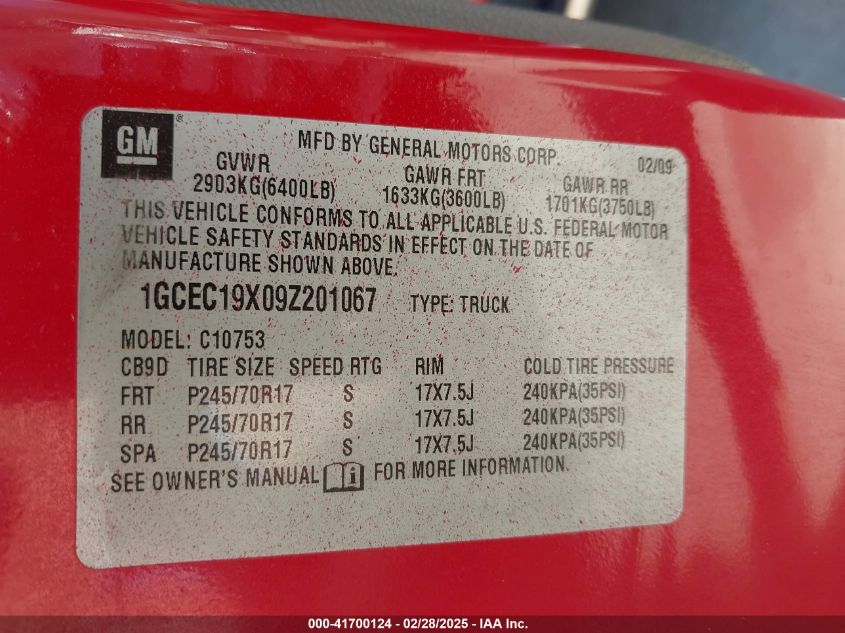 GM ®
MFD BY GENERAL MOTORS CORP. 02/09
GVWR GAWR FRT GAWR RR
2903KG(6400LB) 1633KG(3600LB) 1701KG(3750LB)
THIS VEHICLE CONFORMS TO ALL APPLICABLE U.S. FEDERAL MOTOR
VEHICLE SAFETY STANDARDS IN EFFECT ON THE DATE OF
MANUFACTURE SHOWN ABOVE.
1GCEC19X09Z201067 TYPE: TRUCK
MODEL: C10753
CB9D TIRE SIZE SPEED RTG RIM COLD TIRE PRESSURE
FRT P245/70R17 S 17X7.5J 240KPA(35PSI)
RR P245/70R17 S 17X7.5J 240KPA(35PSI)
SPA P245/70R17 S 17X7.5J 240KPA(35PSI)
SEE OWNER'S MANUAL i FOR MORE INFORMATION.
000-41700124 - 02/28/2025 - IAA Inc.